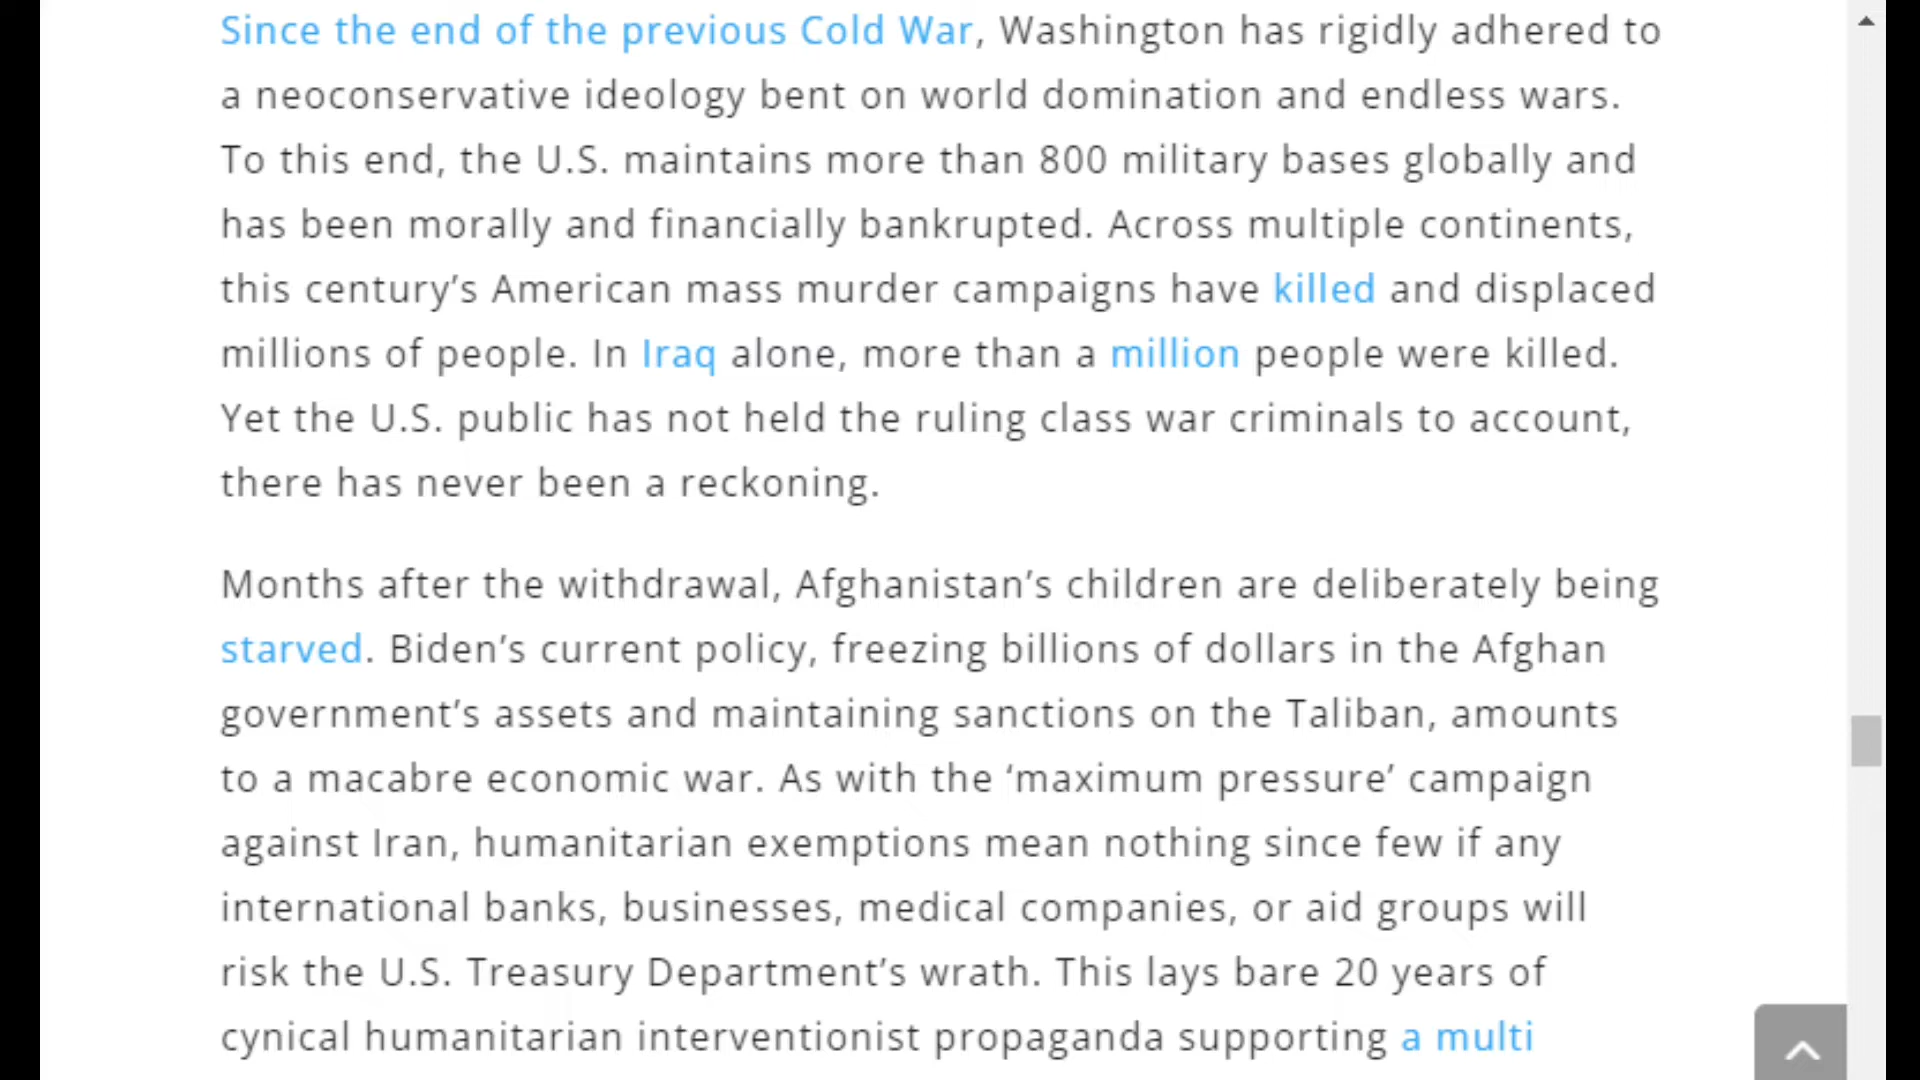 Since the end of the previous Cold War, Washington has rigidly adhered to
a neoconservative ideology bent on world domination and endless wars.
To this end, the U.S. maintains more than 800 military bases globally and
has been morally and financially bankrupted. Across multiple continents,
this century’s American mass murder campaigns have killed and displaced
millions of people. In Iraq alone, more than a million people were killed.
Yet the U.S. public has not held the ruling class war criminals to account,
there has never been a reckoning.
Months after the withdrawal, Afghanistan’s children are deliberately being
starved. Biden’s current policy, freezing billions of dollars in the Afghan
government’s assets and maintaining sanctions on the Taliban, amounts
to a macabre economic war. As with the ‘maximum pressure’ campaign
against Iran, humanitarian exemptions mean nothing since few if any
international banks, businesses, medical companies, or aid groups will
risk the U.S. Treasury Department’s wrath. This lays bare 20 years of
cynical humanitarian interventionist propaganda supporting a multi